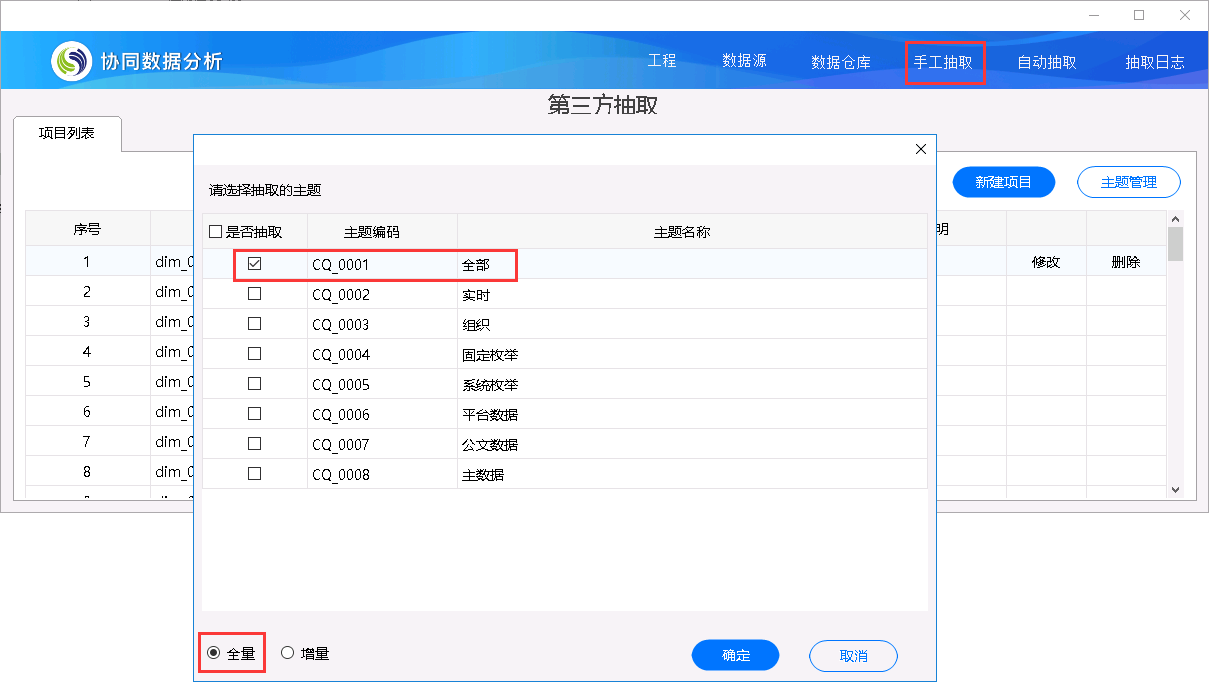 协同数据分析
工程 数据源 数据仓库 手工抽取 自动抽取 抽取日志
第三方抽取
项目列表
新建项目 主题管理
序号 明
1 dim_0 修改 删除
2 dim_0
3 dim_0
4 dim_0
5 dim_0
6 dim_0
7 dim_0
8 dim_0
请选择抽取的主题
是否抽取 主题编码 主题名称
CQ_0001 全部
CQ_0002 实时
CQ_0003 组织
CQ_0004 固定枚举
CQ_0005 系统枚举
CQ_0006 平台数据
CQ_0007 公文数据
CQ_0008 主数据
全量 增量 确定 取消